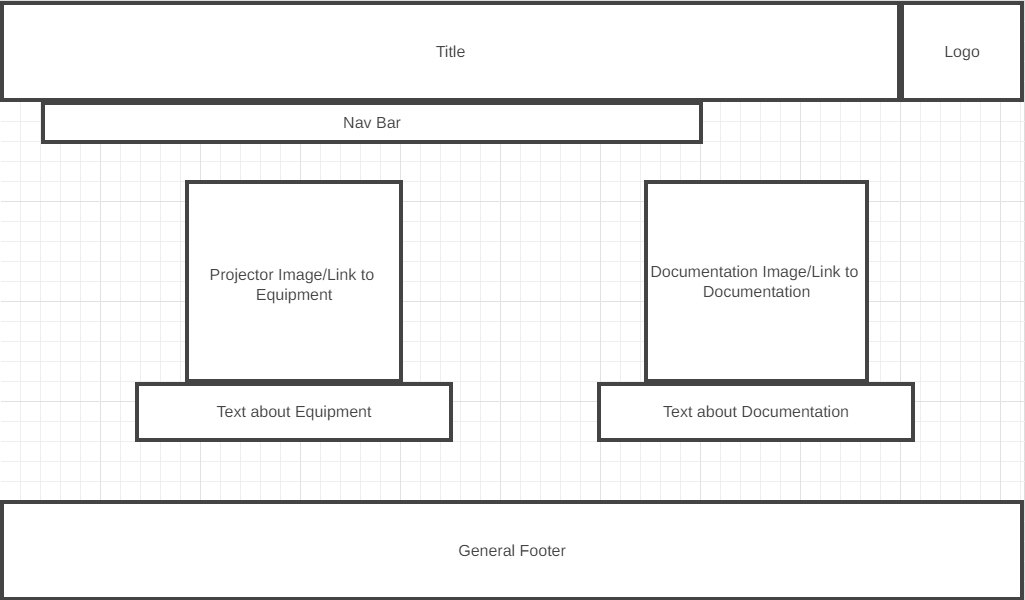 Title
Logo
Nav Bar
Projector Image/Link to
Equipment
Documentation Image/Link to
Documentation
Text about Equipment
Text about Documentation
General Footer